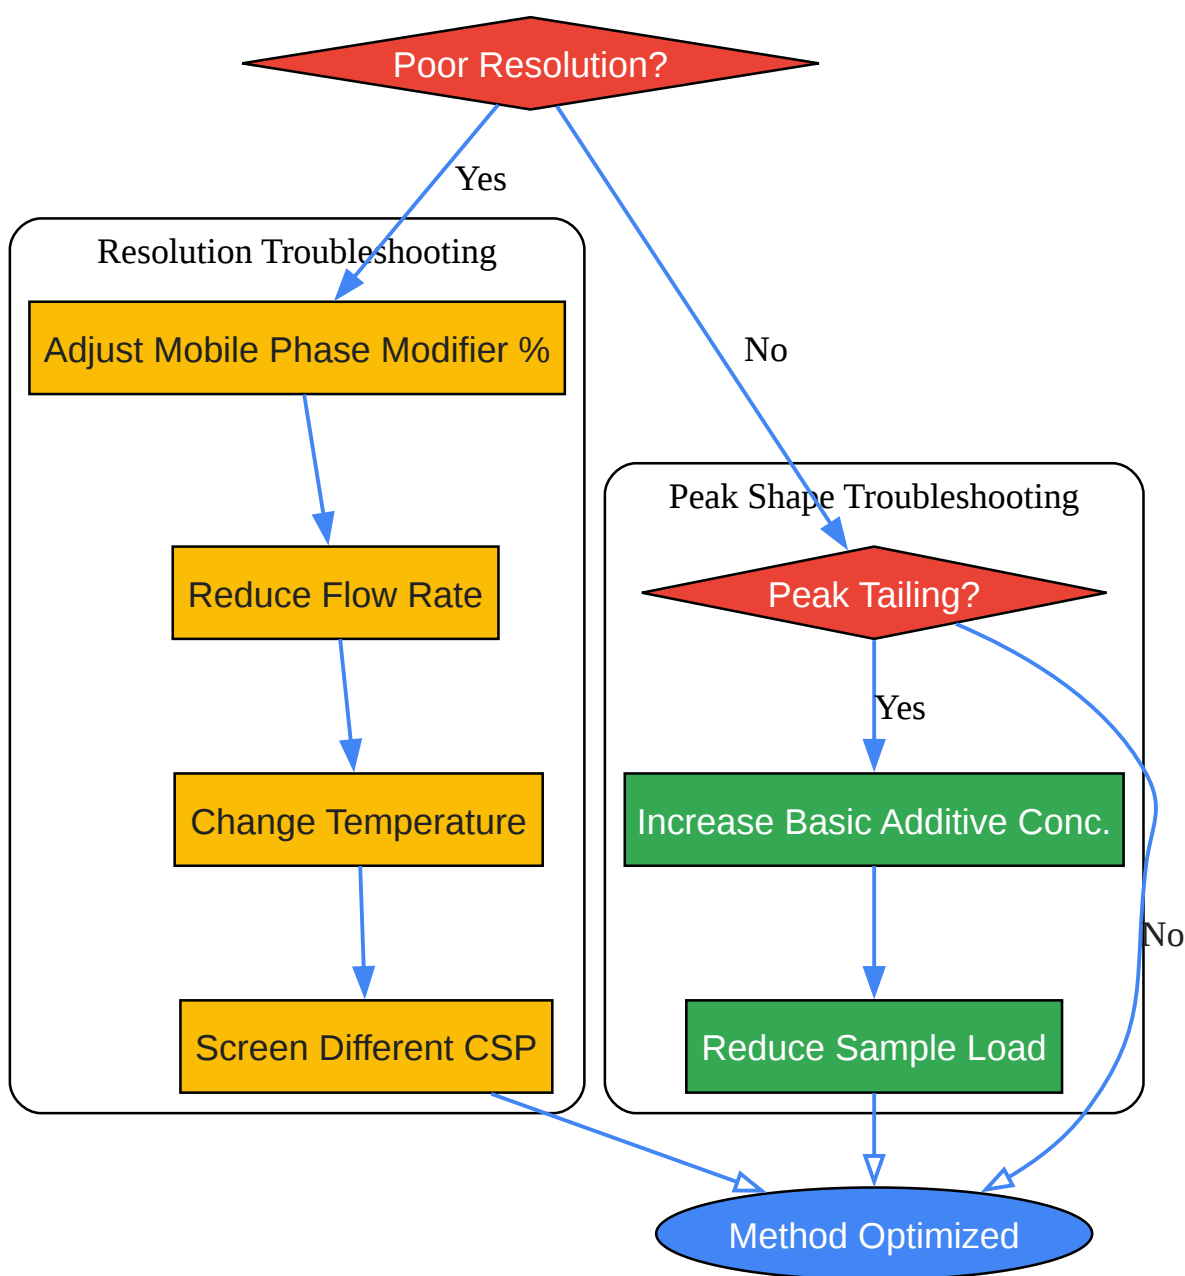 Poor Resolution?
Yes
Resolution Troubleshooting
Adjust Mobile Phase Modifier %
No
Peak Shape Troubleshooting
Reduce Flow Rate
Peak Tailing?
Yes
Change Temperature
Increase Basic Additive Conc.
No
Screen Different CSP
Reduce Sample Load
Method Optimized